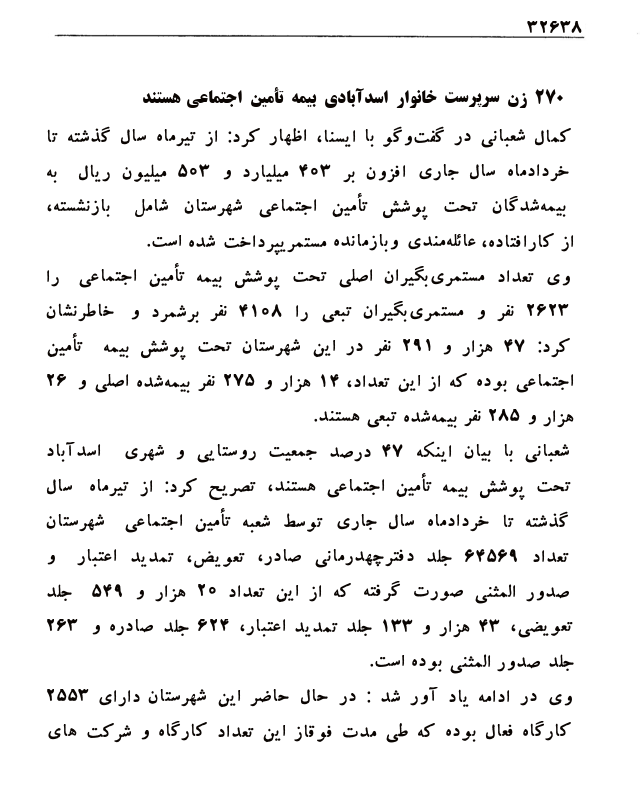 ۳۲۶۳۸
۲۷۰ زن سرپرست خانوار اسدآبادی بیمه تأمین اجتماعی هستند
کمال شعبانی در گفت‌وگو با ایسنا، اظهار کرد: از تیرماه سال گذشته تا
خردادماه سال جاری افزون بر ۴۰۳ میلیارد و ۵۰۳ میلیون ریال به
بیمه‌شدگان تحت پوشش تأمین اجتماعی شهرستان شامل بازنشسته،
از کارافتاده، عائله‌مندی وبازمانده مستمریپرداخت شده است.
وی تعداد مستمری‌بگیران اصلی تحت پوشش بیمه تأمین اجتماعی را
۲۶۲۳ نفر و مستمری‌بگیران تبعی را ۴۱۰۸ نفر برشمرد و خاطرنشان
کرد: ۴۷ هزار و ۲۹۱ نفر در این شهرستان تحت پوشش بیمه تأمین
اجتماعی بوده که از این تعداد، ۱۴ هزار و ۲۷۵ نفر بیمه‌شده اصلی و ۲۶
هزار و ۲۸۵ نفر بیمه‌شده تبعی هستند.
شعبانی با بیان اینکه ۴۷ درصد جمعیت روستایی و شهری اسدآباد
تحت پوشش بیمه تأمین اجتماعی هستند، تصریح کرد: از تیرماه سال
گذشته تا خردادماه سال جاری توسط شعبه تأمین اجتماعی شهرستان
تعداد ۶۴۵۶۹ جلد دفترچهدرمانی صادر، تعویض، تمدید اعتبار و
صدور المثنی صورت گرفته که از این تعداد ۲۰ هزار و ۵۴۹ جلد
تعویضی، ۴۳ هزار و ۱۳۳ جلد تمدید اعتبار، ۶۲۴ جلد صادره و ۲۶۳
جلد صدور المثنی بوده است.
وی در ادامه یاد آور شد : در حال حاضر این شهرستان دارای ۲۵۵۳
کارگاه فعال بوده که طی مدت فوقاز این تعداد کارگاه و شرکت های